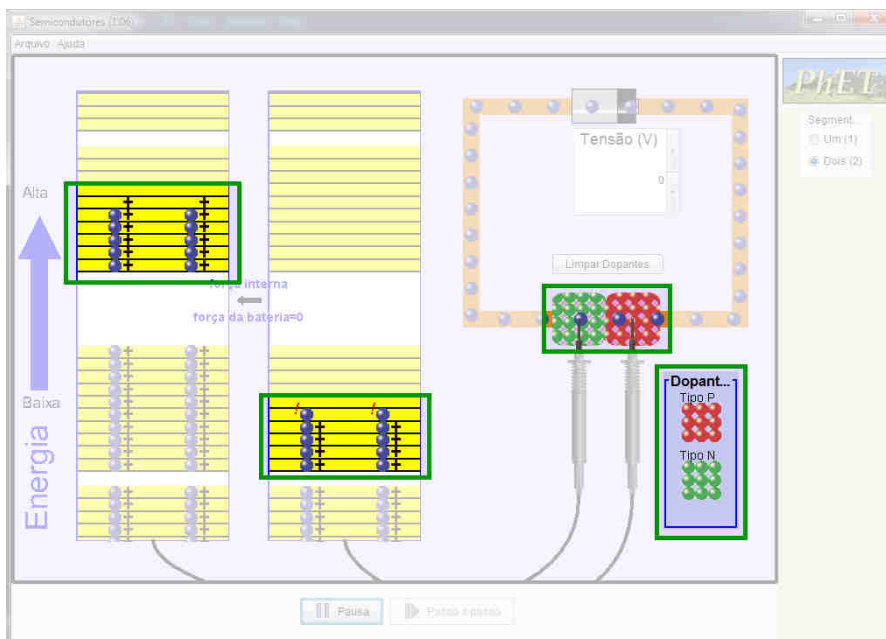 Semicondutores (1.06)
Arquivo Ajuda
PhET
Segment...
Um (1)
Dois (2)
Tensão (V)
0
Alta
Limpar Dopantes
força interna
força da bateria=0
Dopant...
Tipo P
Baixa
Tipo N
Energia
Pausa
Passo a passo